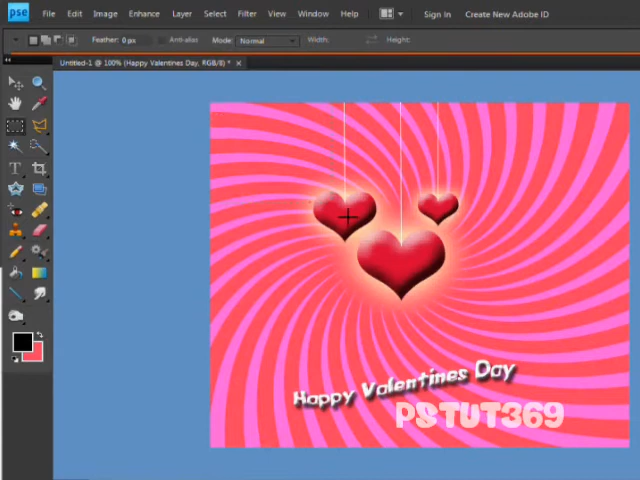 pse File Edit Image Enhance Layer Select Filter View Window Help Sign In Create New Adobe ID
Feather: 0 px Anti-alias Mode: Normal Width: Height:
Untitled-1 @ 100% (Happy Valentines Day, RGB/8) * ×
T
Happy Valentines Day
PSTUT369